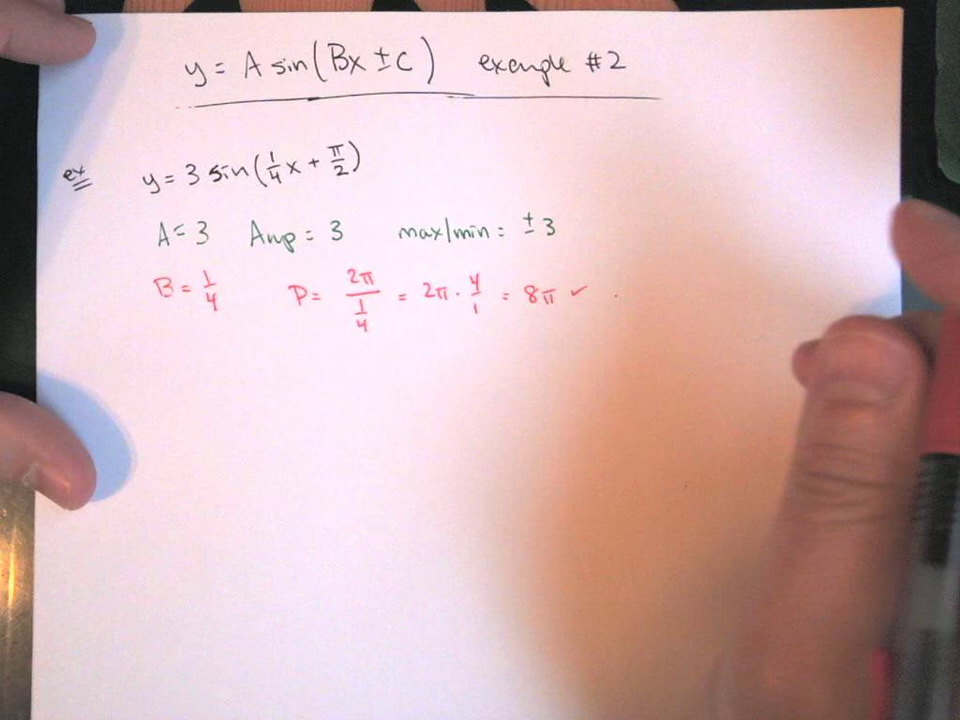 y = A sin(Bx ± C) example #2
ex y = 3 sin(1/4 x + π/2)
A = 3 Amp = 3 max/min = ± 3
B = 1/4 P = 2π/(1/4) = 2π · 4/1 = 8π ✓